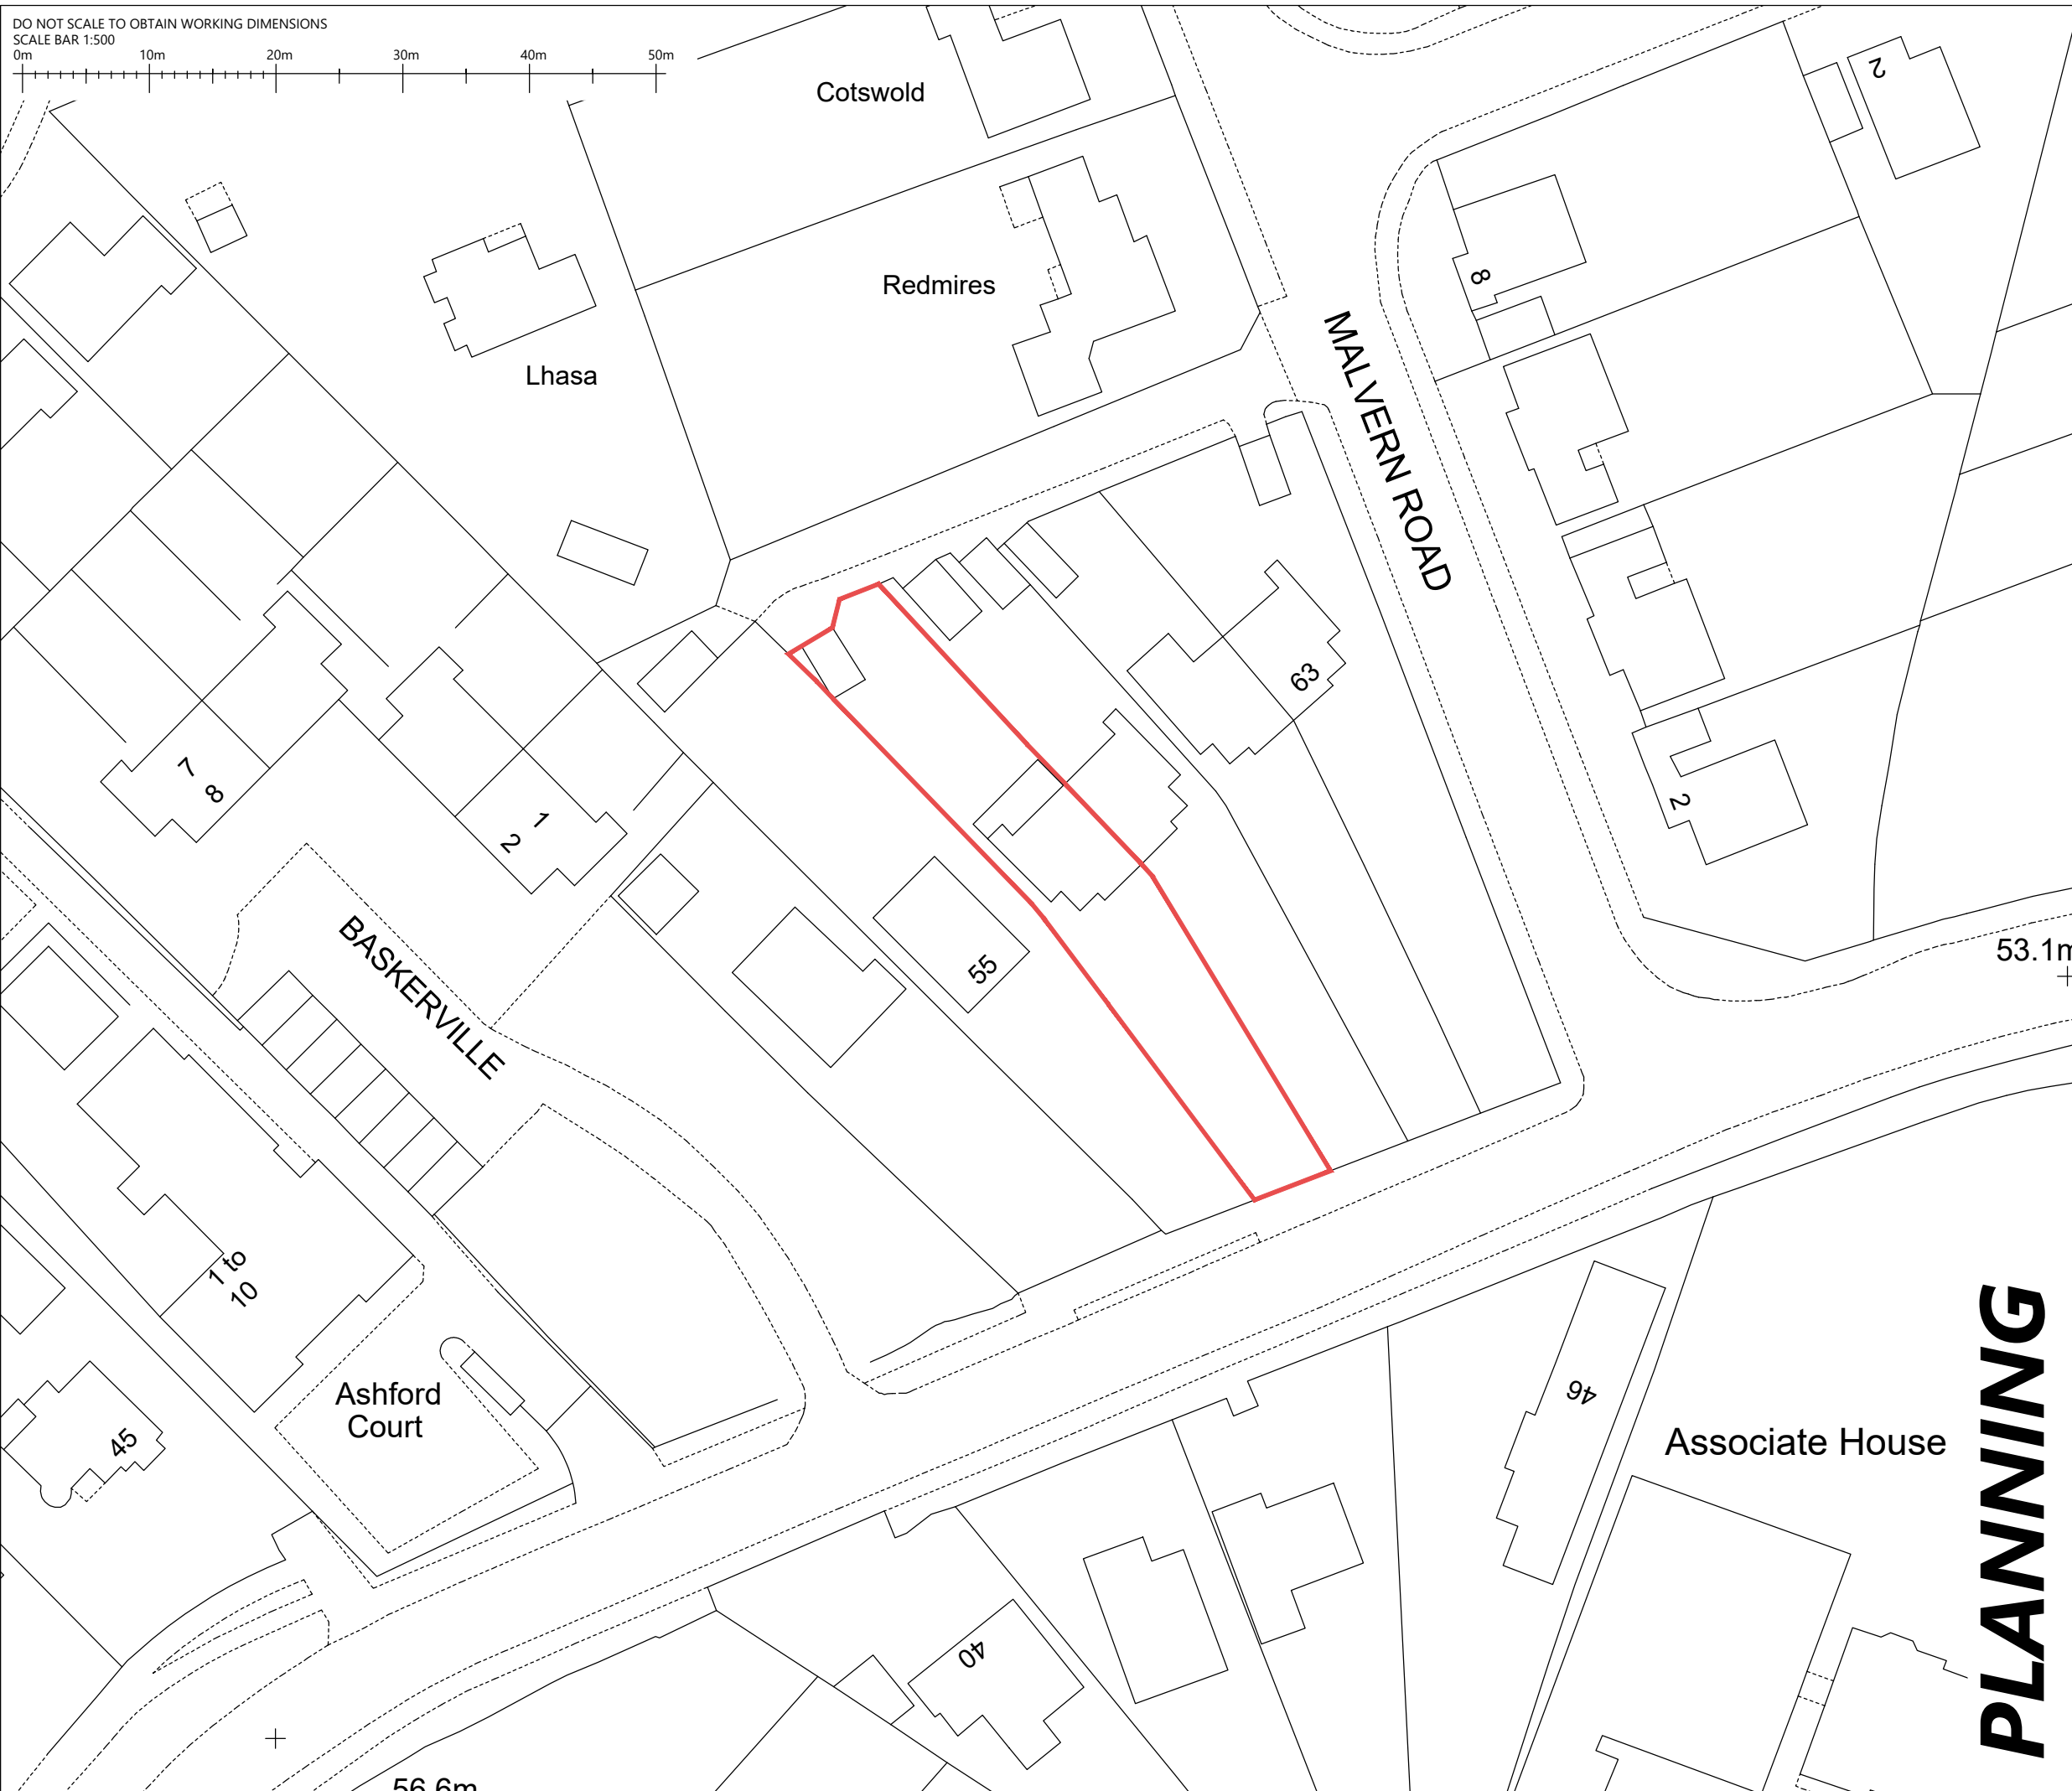 DO NOT SCALE TO OBTAIN WORKING DIMENSIONS
SCALE BAR 1:500
0m 10m 20m 30m 40m 50m
Cotswold
2
Redmires
8
Lhasa
MALVERN ROAD
63
7
8
1
2
2
BASKERVILLE
55
53.1m
1 to
10
Ashford
Court
45
46
Associate House
PLANNING
40
56.6m